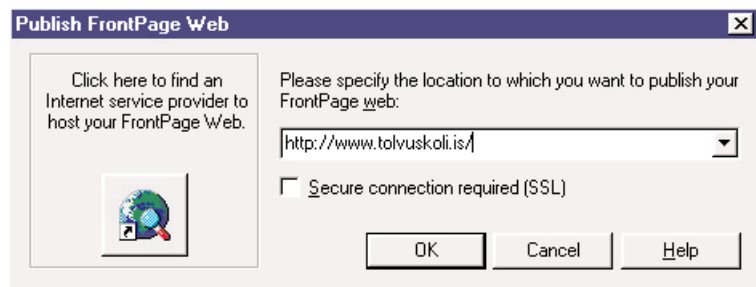 Publish FrontPage Web
Click here to find an
Internet service provider to
host your FrontPage Web.
Please specify the location to which you want to publish your
FrontPage web:
http://www.tolvuskoli.is/
Secure connection required (SSL)
OK Cancel Help